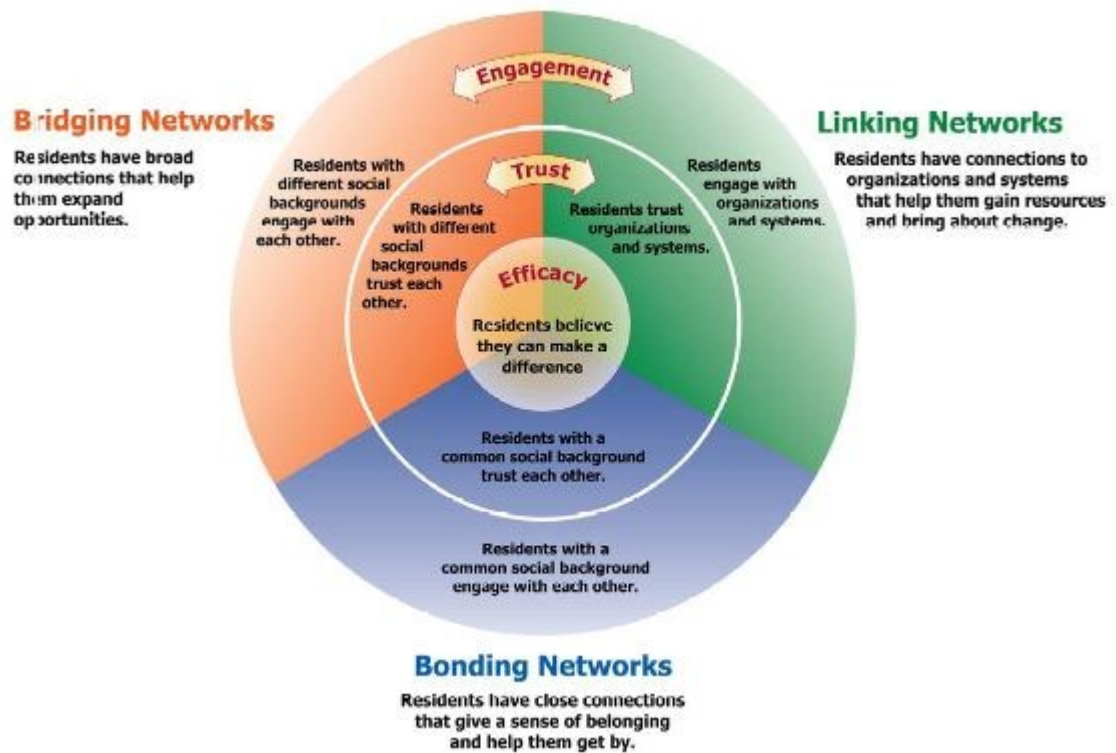 Engagement
Bridging Networks
Residents have broad
connections that help
them expand
opportunities.
Residents with
different social
backgrounds
engage with
each other.
Trust
Residents
with different
social
backgrounds
trust each
other.
Residents trust
organizations
and systems.
Residents
engage with
organizations
and systems.
Linking Networks
Residents have connections to
organizations and systems
that help them gain resources
and bring about change.
Efficacy
Residents believe
they can make a
difference
Residents with a
common social background
trust each other.
Residents with a
common social background
engage with each other.
Bonding Networks
Residents have close connections
that give a sense of belonging
and help them get by.